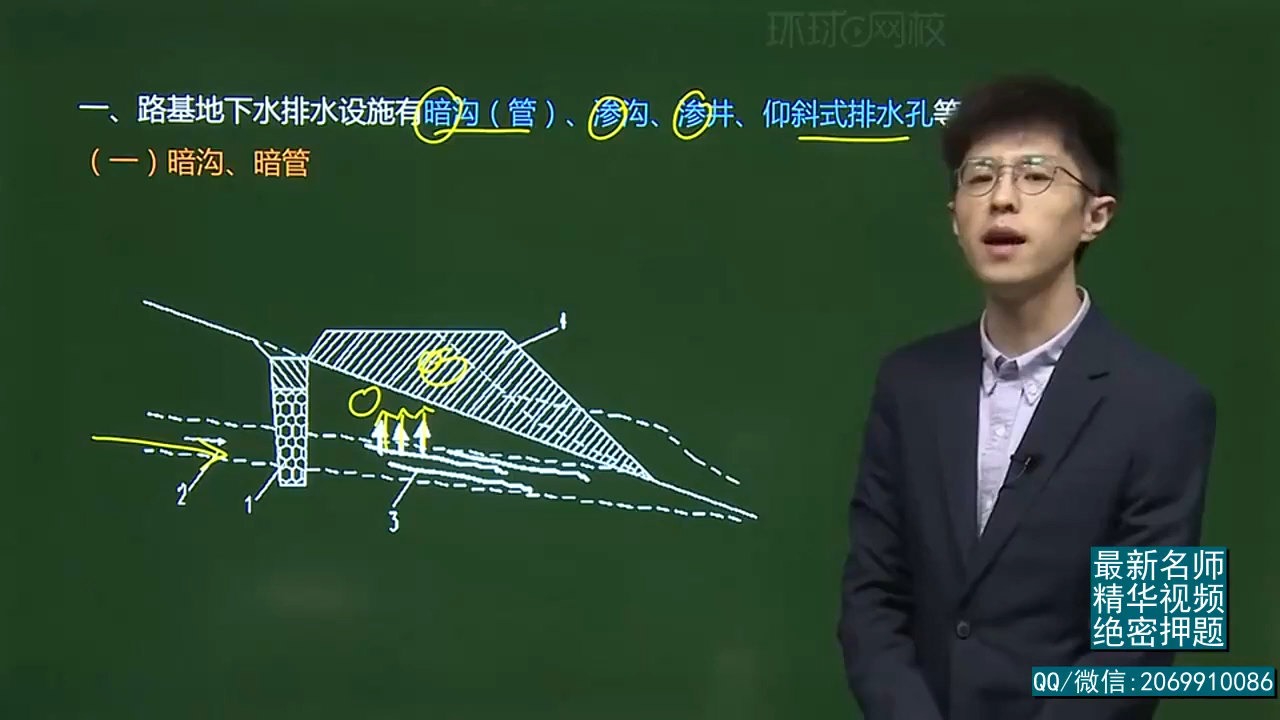 环球网校
一、路基地下水排水设施有暗沟（管）、渗沟、渗井、仰斜式排水孔等
（一）暗沟、暗管
4
2
1
3
最新名师
精华视频
绝密押题
QQ/微信:2069910086